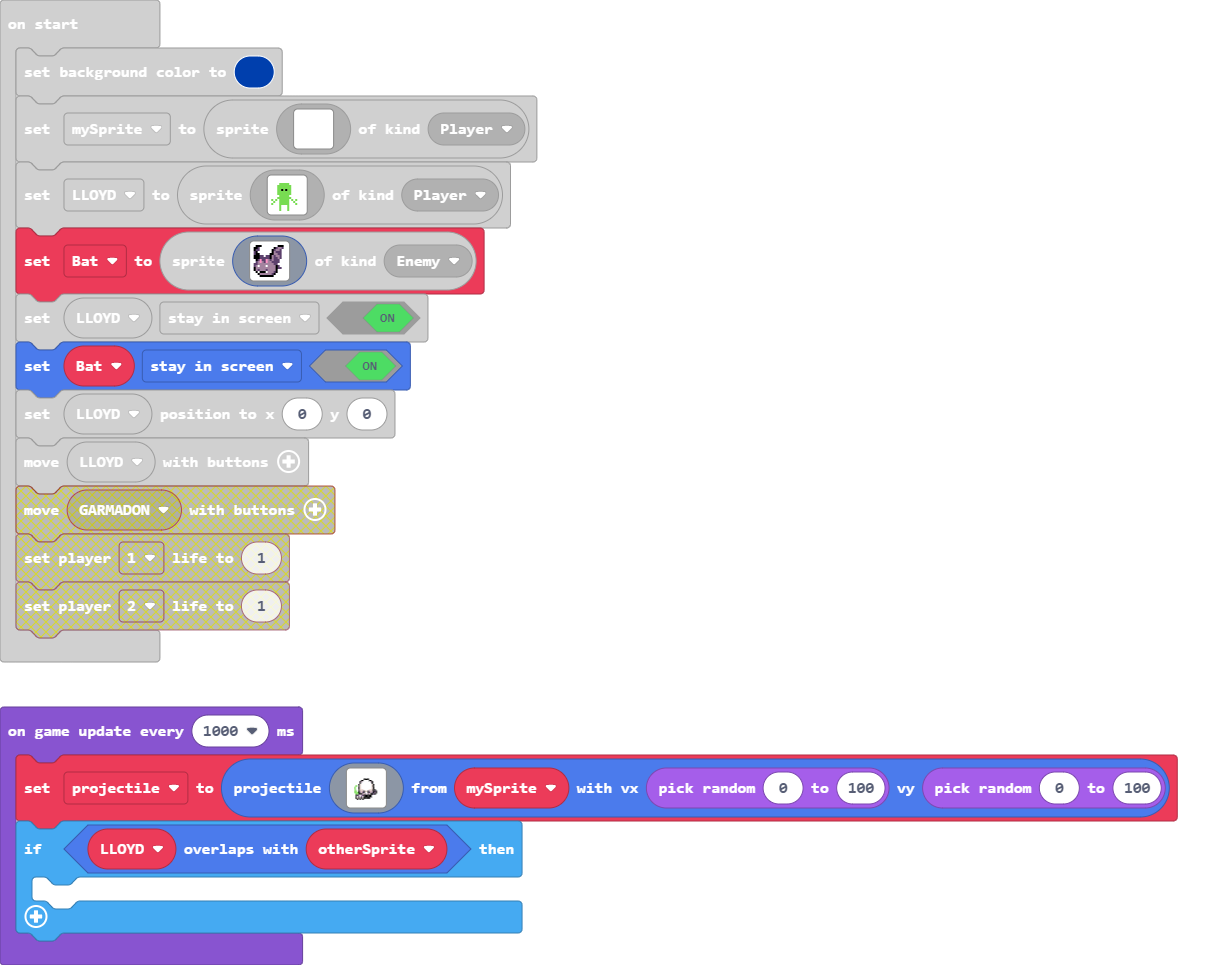 on start
set background color to
set mySprite to sprite of kind Player
set LLOYD to sprite of kind Player
set Bat to sprite of kind Enemy
set LLOYD stay in screen ON
set Bat stay in screen ON
set LLOYD position to x 0 y 0
move LLOYD with buttons
move GARMADON with buttons
set player 1 life to 1
set player 2 life to 1
on game update every 1000 ms
set projectile to projectile from mySprite with vx pick random 0 to 100 vy pick random 0 to 100
if LLOYD overlaps with otherSprite then